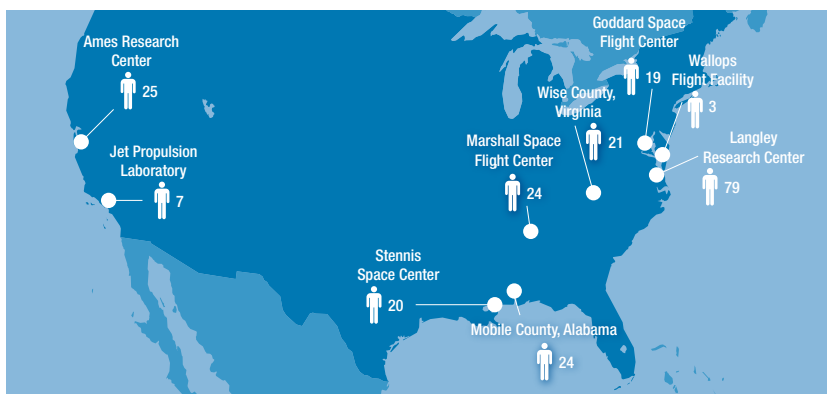 Ames Research
Center
25
Jet Propulsion
Laboratory
7
Goddard Space
Flight Center
19
Wallops
Flight Facility
3
Wise County,
Virginia
21
Langley
Research Center
79
Marshall Space
Flight Center
24
Stennis
Space Center
20
Mobile County, Alabama
24